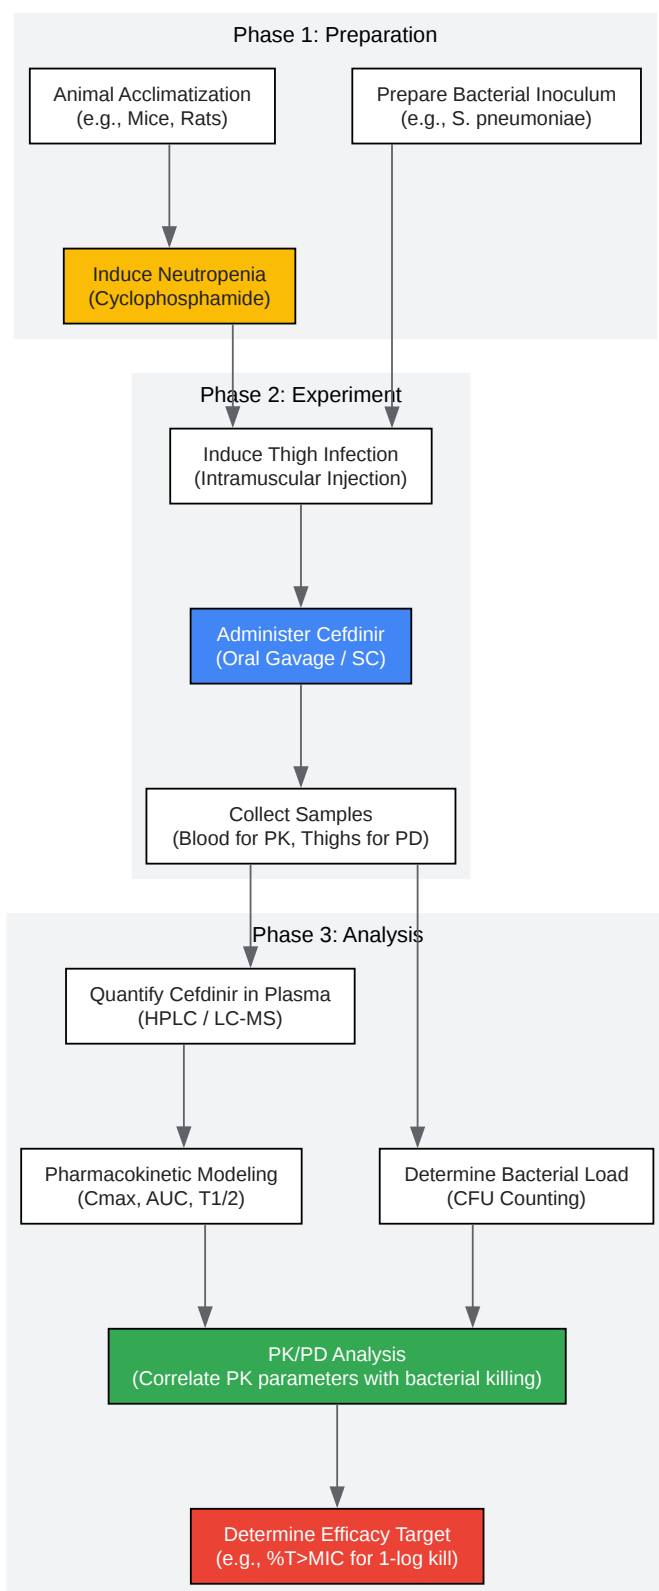 Phase 1: Preparation
Animal Acclimatization
(e.g., Mice, Rats)
Prepare Bacterial Inoculum
(e.g., S. pneumoniae)
Induce Neutropenia
(Cyclophosphamide)
Phase 2: Experiment
Induce Thigh Infection
(Intramuscular Injection)
Administer Cefdinir
(Oral Gavage / SC)
Collect Samples
(Blood for PK, Thighs for PD)
Phase 3: Analysis
Quantify Cefdinir in Plasma
(HPLC / LC-MS)
Pharmacokinetic Modeling
(Cmax, AUC, T1/2)
Determine Bacterial Load
(CFU Counting)
PK/PD Analysis
(Correlate PK parameters with bacterial killing)
Determine Efficacy Target
(e.g., %T>MIC for 1-log kill)